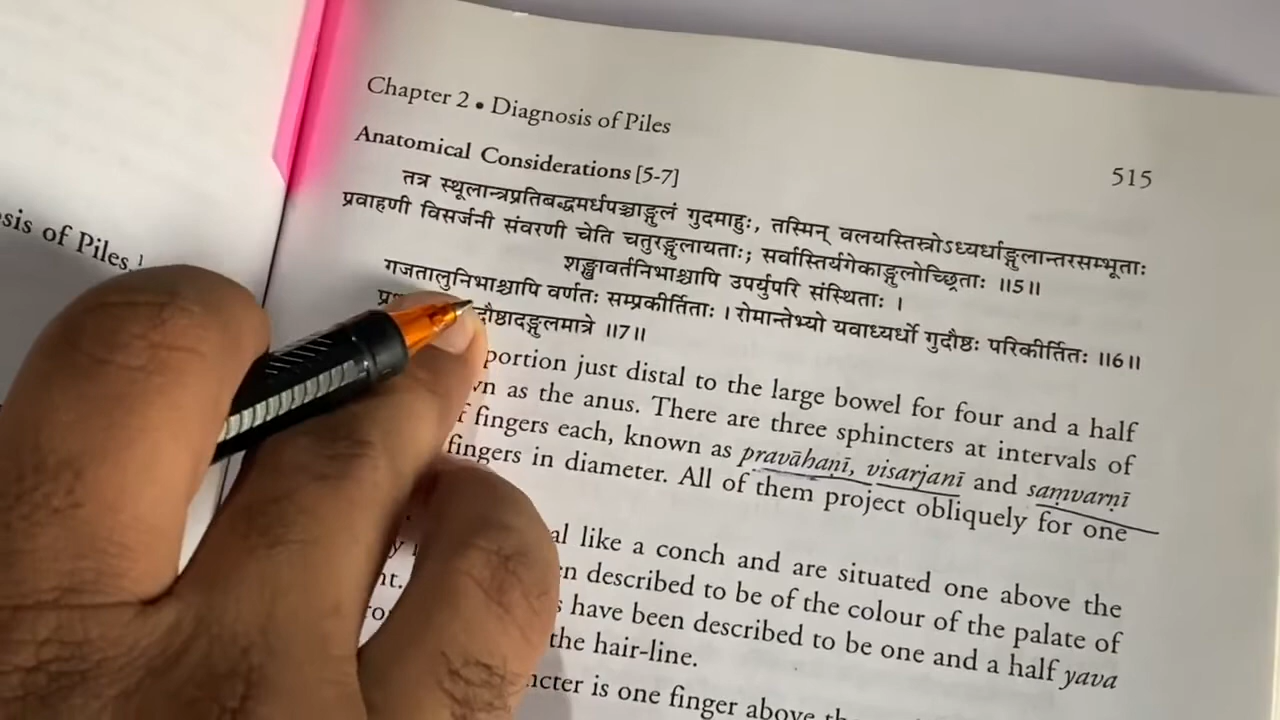 Chapter 2 • Diagnosis of Piles
515
Anatomical Considerations [5-7]
तत्र स्थूलान्त्रप्रतिबद्धमर्धपञ्चाङ्गुलं गुदमाहुः, तस्मिन् वलयस्तिस्रोऽध्यर्धाङ्गुलान्तरसम्भूताः
प्रवाहणी विसर्जनी संवरणी चेति चतुरङ्गुलायताः; सर्वास्तिर्यगेकाङ्गुलोच्छ्रिताः ॥5॥
शङ्खावर्तनिभाश्चापि उपर्युपरि संस्थिताः ।
गजतालुनिभाश्चापि वर्णतः सम्प्रकीर्तिताः । रोमान्तेभ्यो यवाध्यर्धो गुदौष्ठः परिकीर्तितः ॥6॥
दौष्ठादङ्गुलमात्रे ॥7॥
portion just distal to the large bowel for four and a half
as the anus. There are three sphincters at intervals of
fingers each, known as pravāhaṇī, visarjanī and saṃvarṇī
fingers in diameter. All of them project obliquely for one
like a conch and are situated one above the
described to be of the colour of the palate of
have been described to be one and a half yava
the hair-line.
is one finger above
sis of Piles 1